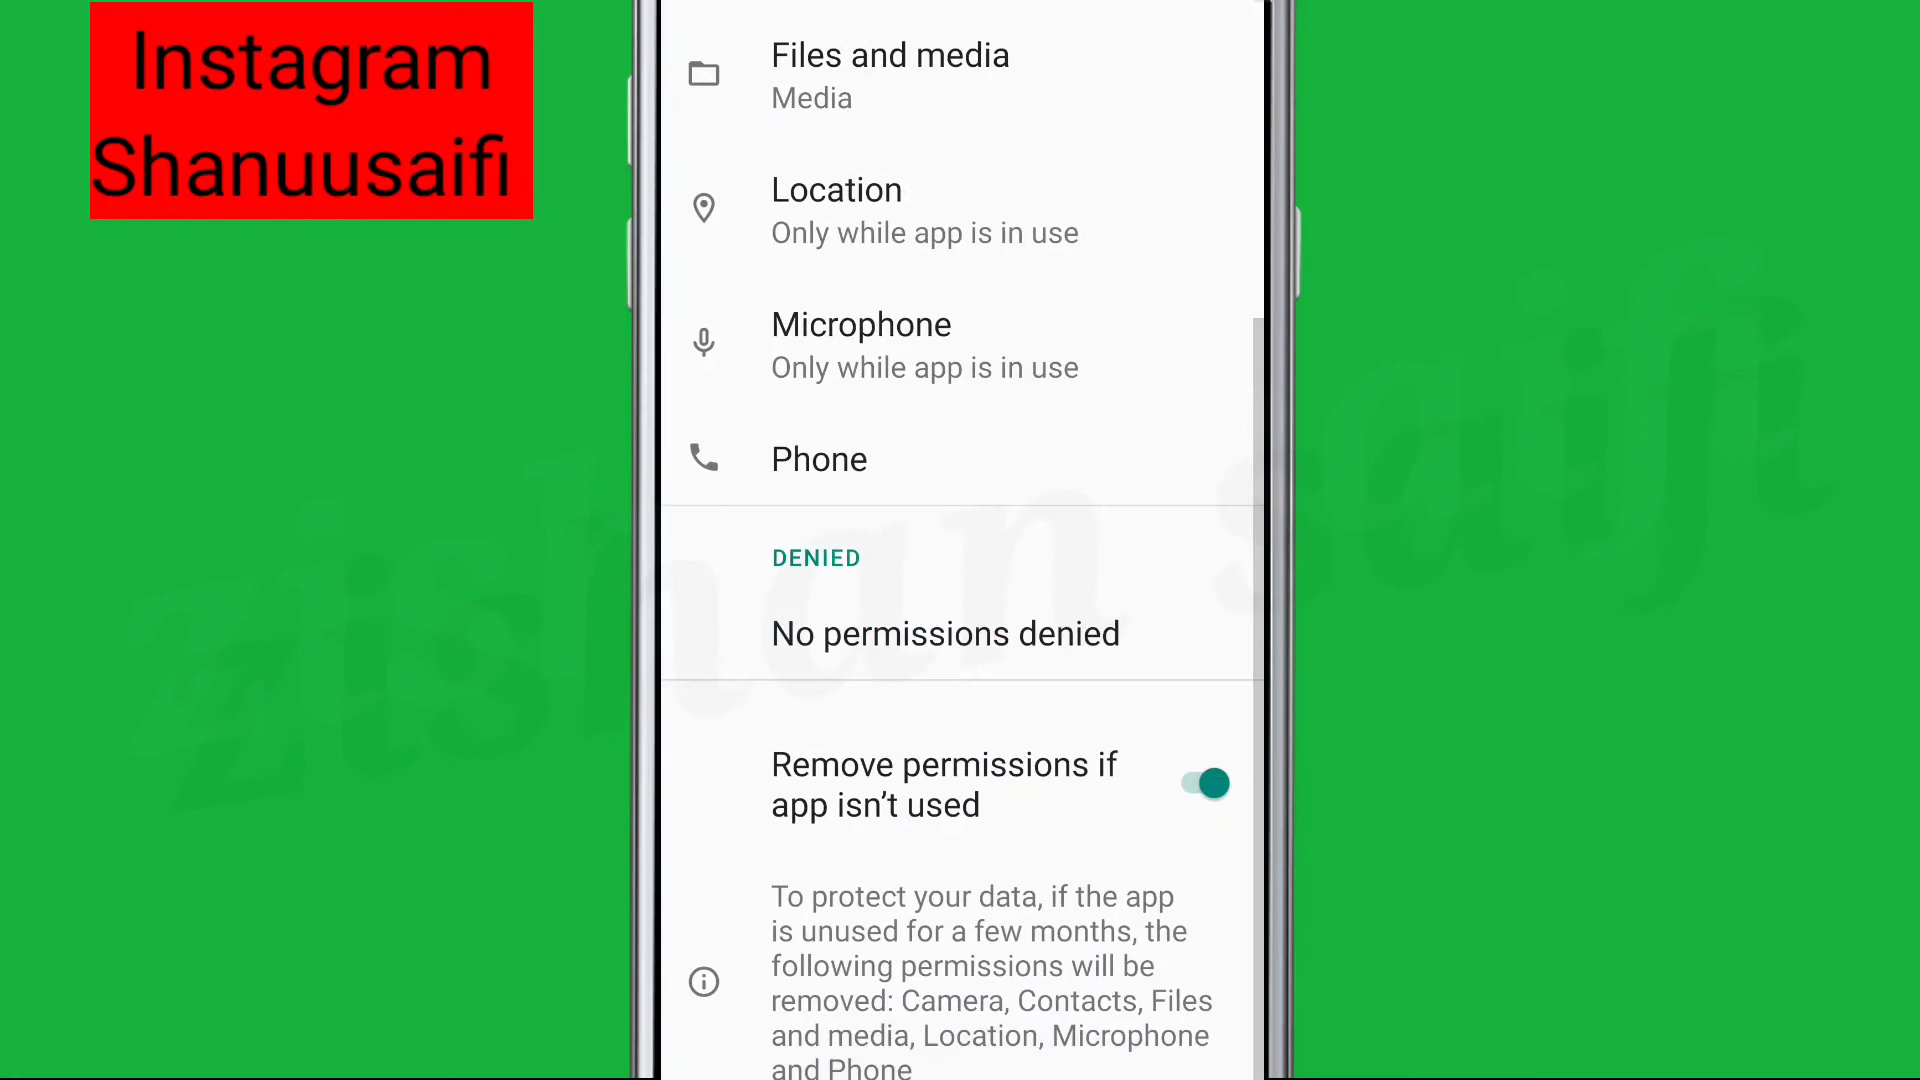 Instagram
Shanuusaifi
Files and media
Media
Location
Only while app is in use
Microphone
Only while app is in use
Phone
DENIED
No permissions denied
Remove permissions if
app isn’t used
To protect your data, if the app
is unused for a few months, the
following permissions will be
removed: Camera, Contacts, Files
and media, Location, Microphone
and Phone
zishan saifi